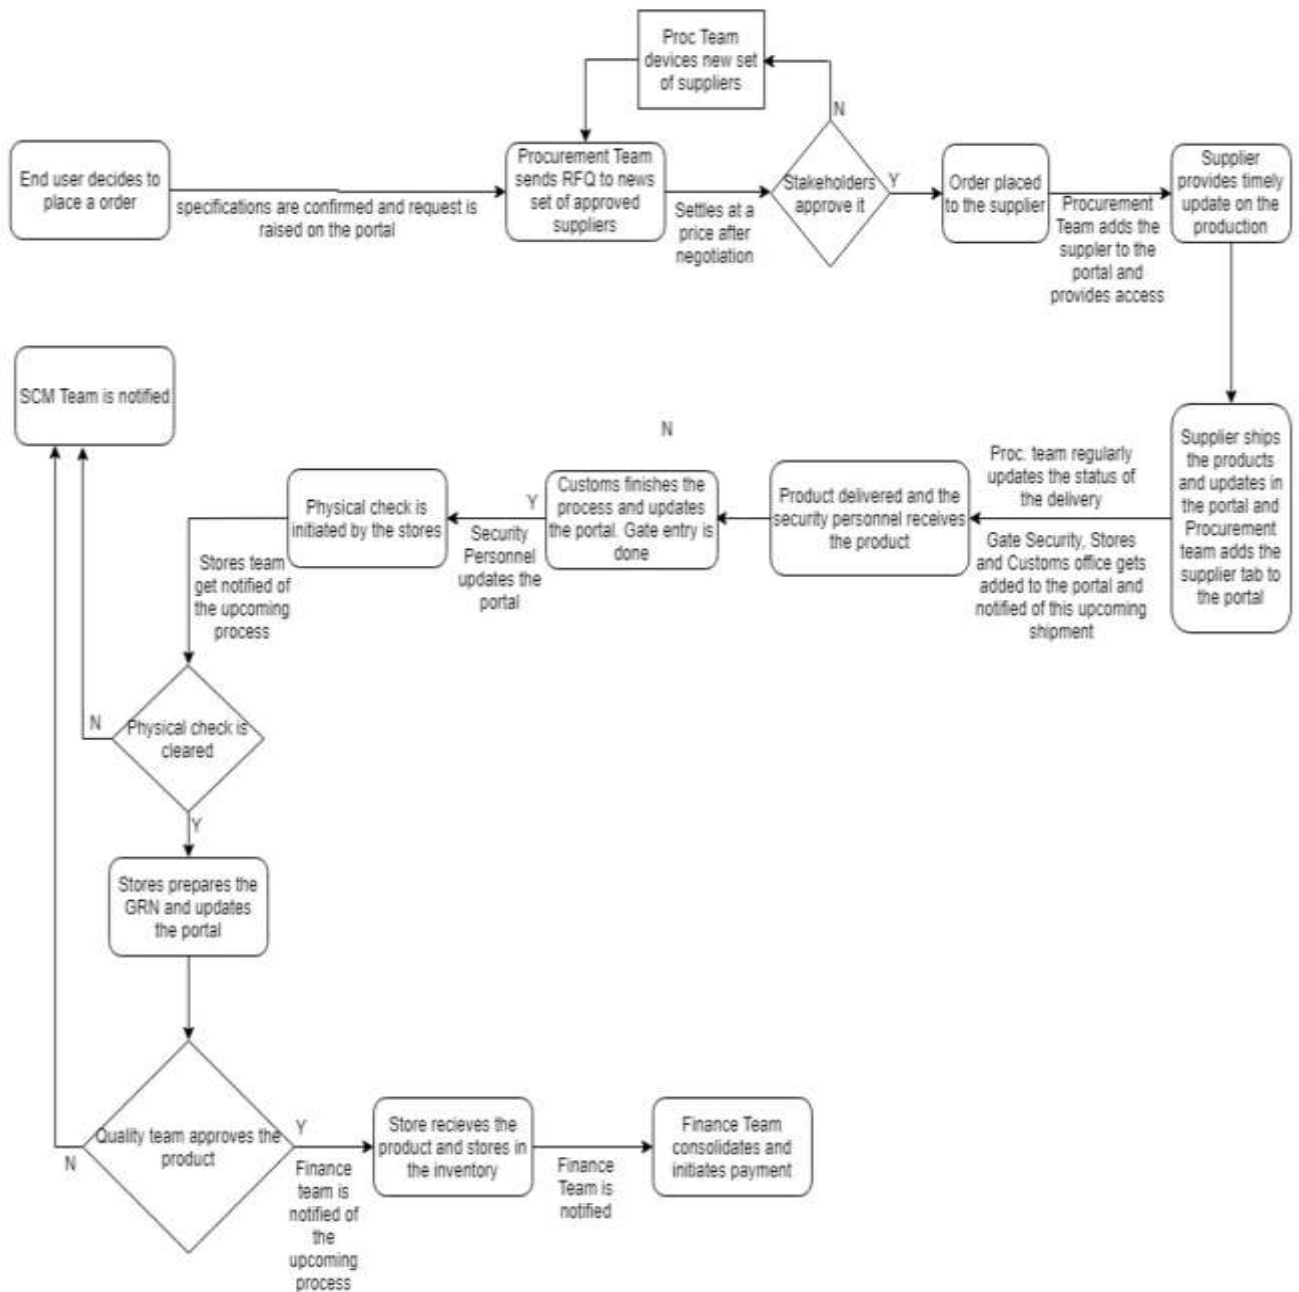 Proc Team
devices new set
of suppliers
N
End user decides to
place a order
specifications are confirmed and request is
raised on the portal
Procurement Team
sends RFQ to news
set of approved
suppliers
Settles at a
price after
negotiation
Stakeholders
approve it
Y
Order placed
to the supplier
Procurement
Team adds the
suppler to the
portal and
provides access
Supplier
provides timely
update on the
production
SCM Team is notified
N
Supplier ships
the products
and updates in
the portal and
Procurement
team adds the
supplier tab to
the portal
Proc. team regularly
updates the status of
the delivery
Gate Security, Stores
and Customs office gets
added to the portal and
notified of this upcoming
shipment
Product delivered and the
security personnel receives
the product
Customs finishes the
process and updates
the portal. Gate entry is
done
Y
Security
Personnel
updates the
portal
Physical check is
initiated by the stores
Stores team
get notified of
the upcoming
process
Physical check is
cleared
N
Y
Stores prepares the
GRN and updates
the portal
Quality team approves the
product
N
Y
Finance
team is
notified of
the
upcoming
process
Store recieves the
product and stores in
the inventory
Finance
Team is
notified
Finance Team
consolidates and
initiates payment